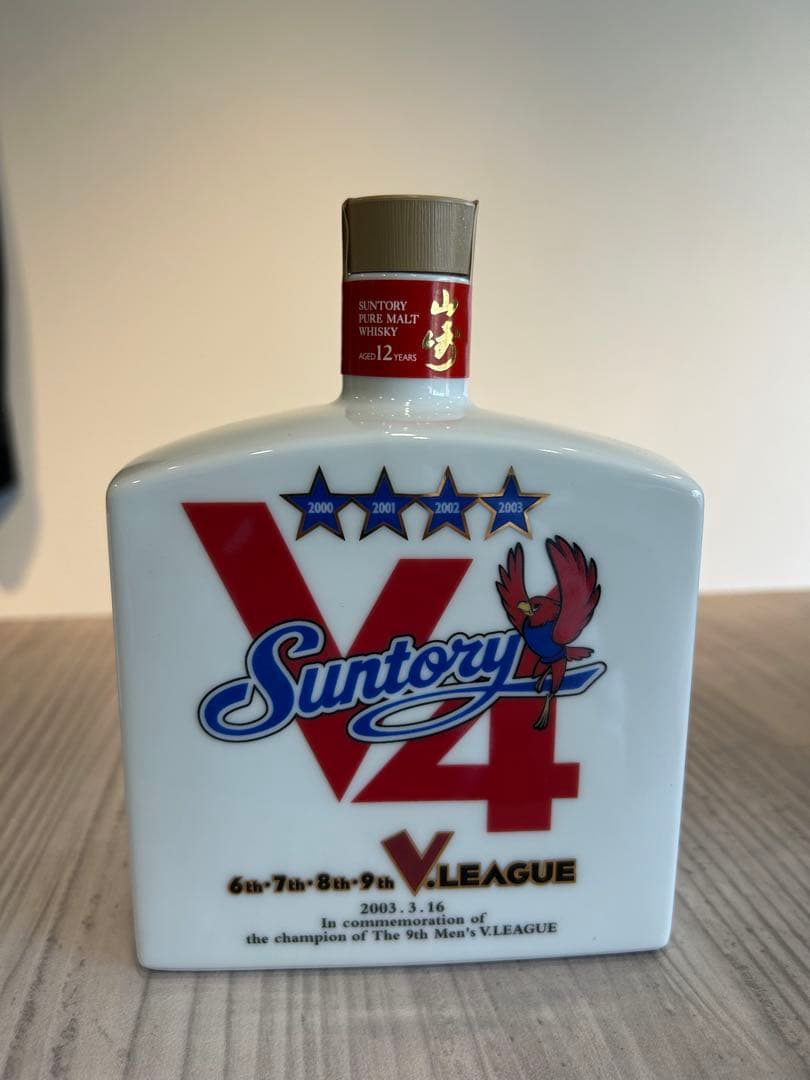 SUNTORY
PURE MALT
WHISKY
AGED 12 YEARS
山崎
2000 2001 2002 2003
V4
Suntory
6th・7th・8th・9th V.LEAGUE
2003.3.16
In commemoration of
the champion of The 9th Men's V.LEAGUE